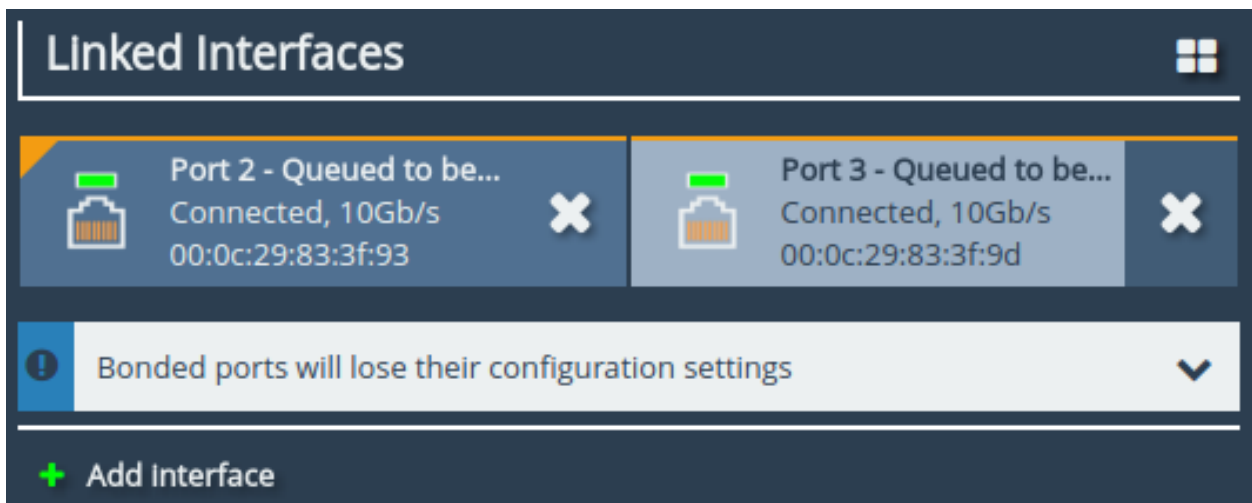 Linked Interfaces
Port 2 - Queued to be...
Connected, 10Gb/s
00:0c:29:83:3f:93
Port 3 - Queued to be...
Connected, 10Gb/s
00:0c:29:83:3f:9d
Bonded ports will lose their configuration settings
Add interface